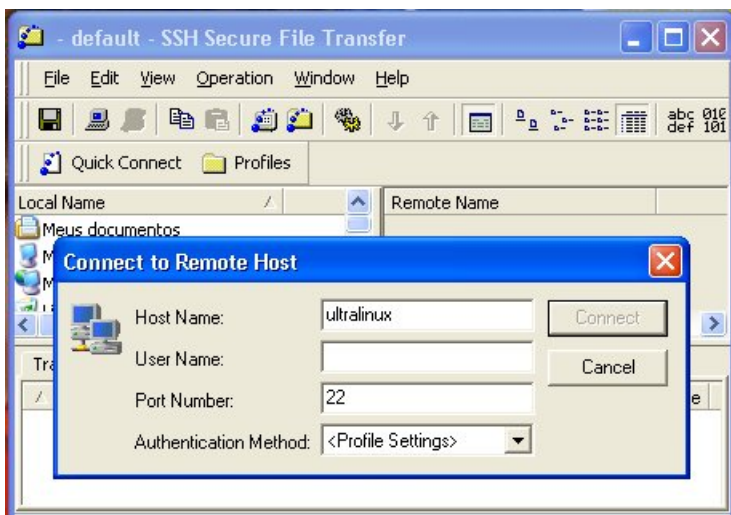 - default - SSH Secure File Transfer
File Edit View Operation Window Help
abc 010
def 101
Quick Connect Profiles
Local Name Remote Name
Meus documentos
Connect to Remote Host
Host Name: ultralinux Connect
User Name: Cancel
Port Number: 22
Authentication Method: <Profile Settings>